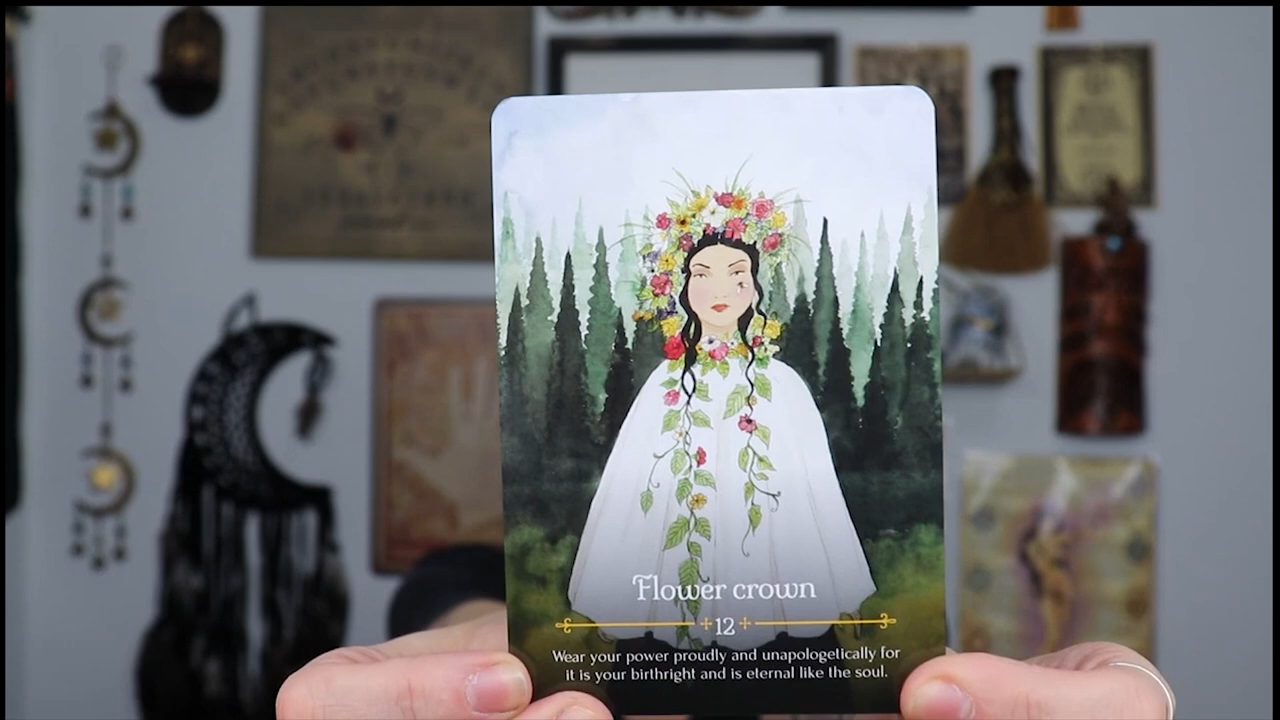 Flower crown
12
Wear your power proudly and unapologetically for
it is your birthright and is eternal like the soul.